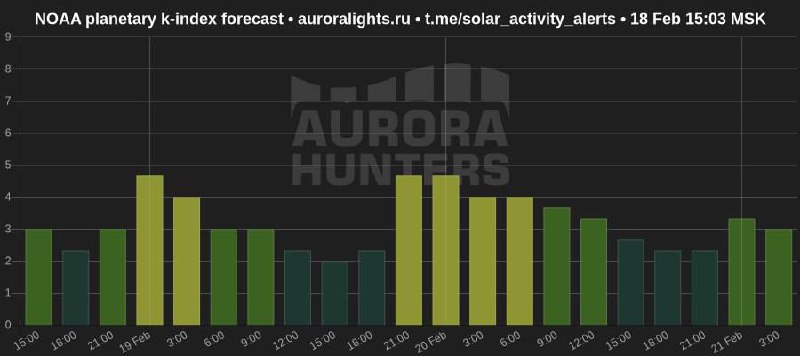 NOAA planetary k-index forecast • auroralights.ru • t.me/solar_activity_alerts • 18 Feb 15:03 MSK
9
8
7
6
5
4
3
2
1
0
AURORA
HUNTERS
15:00 18:00 21:00 19 Feb 3:00 6:00 9:00 12:00 15:00 18:00 21:00 20 Feb 3:00 6:00 9:00 12:00 15:00 18:00 21:00 21 Feb 3:00